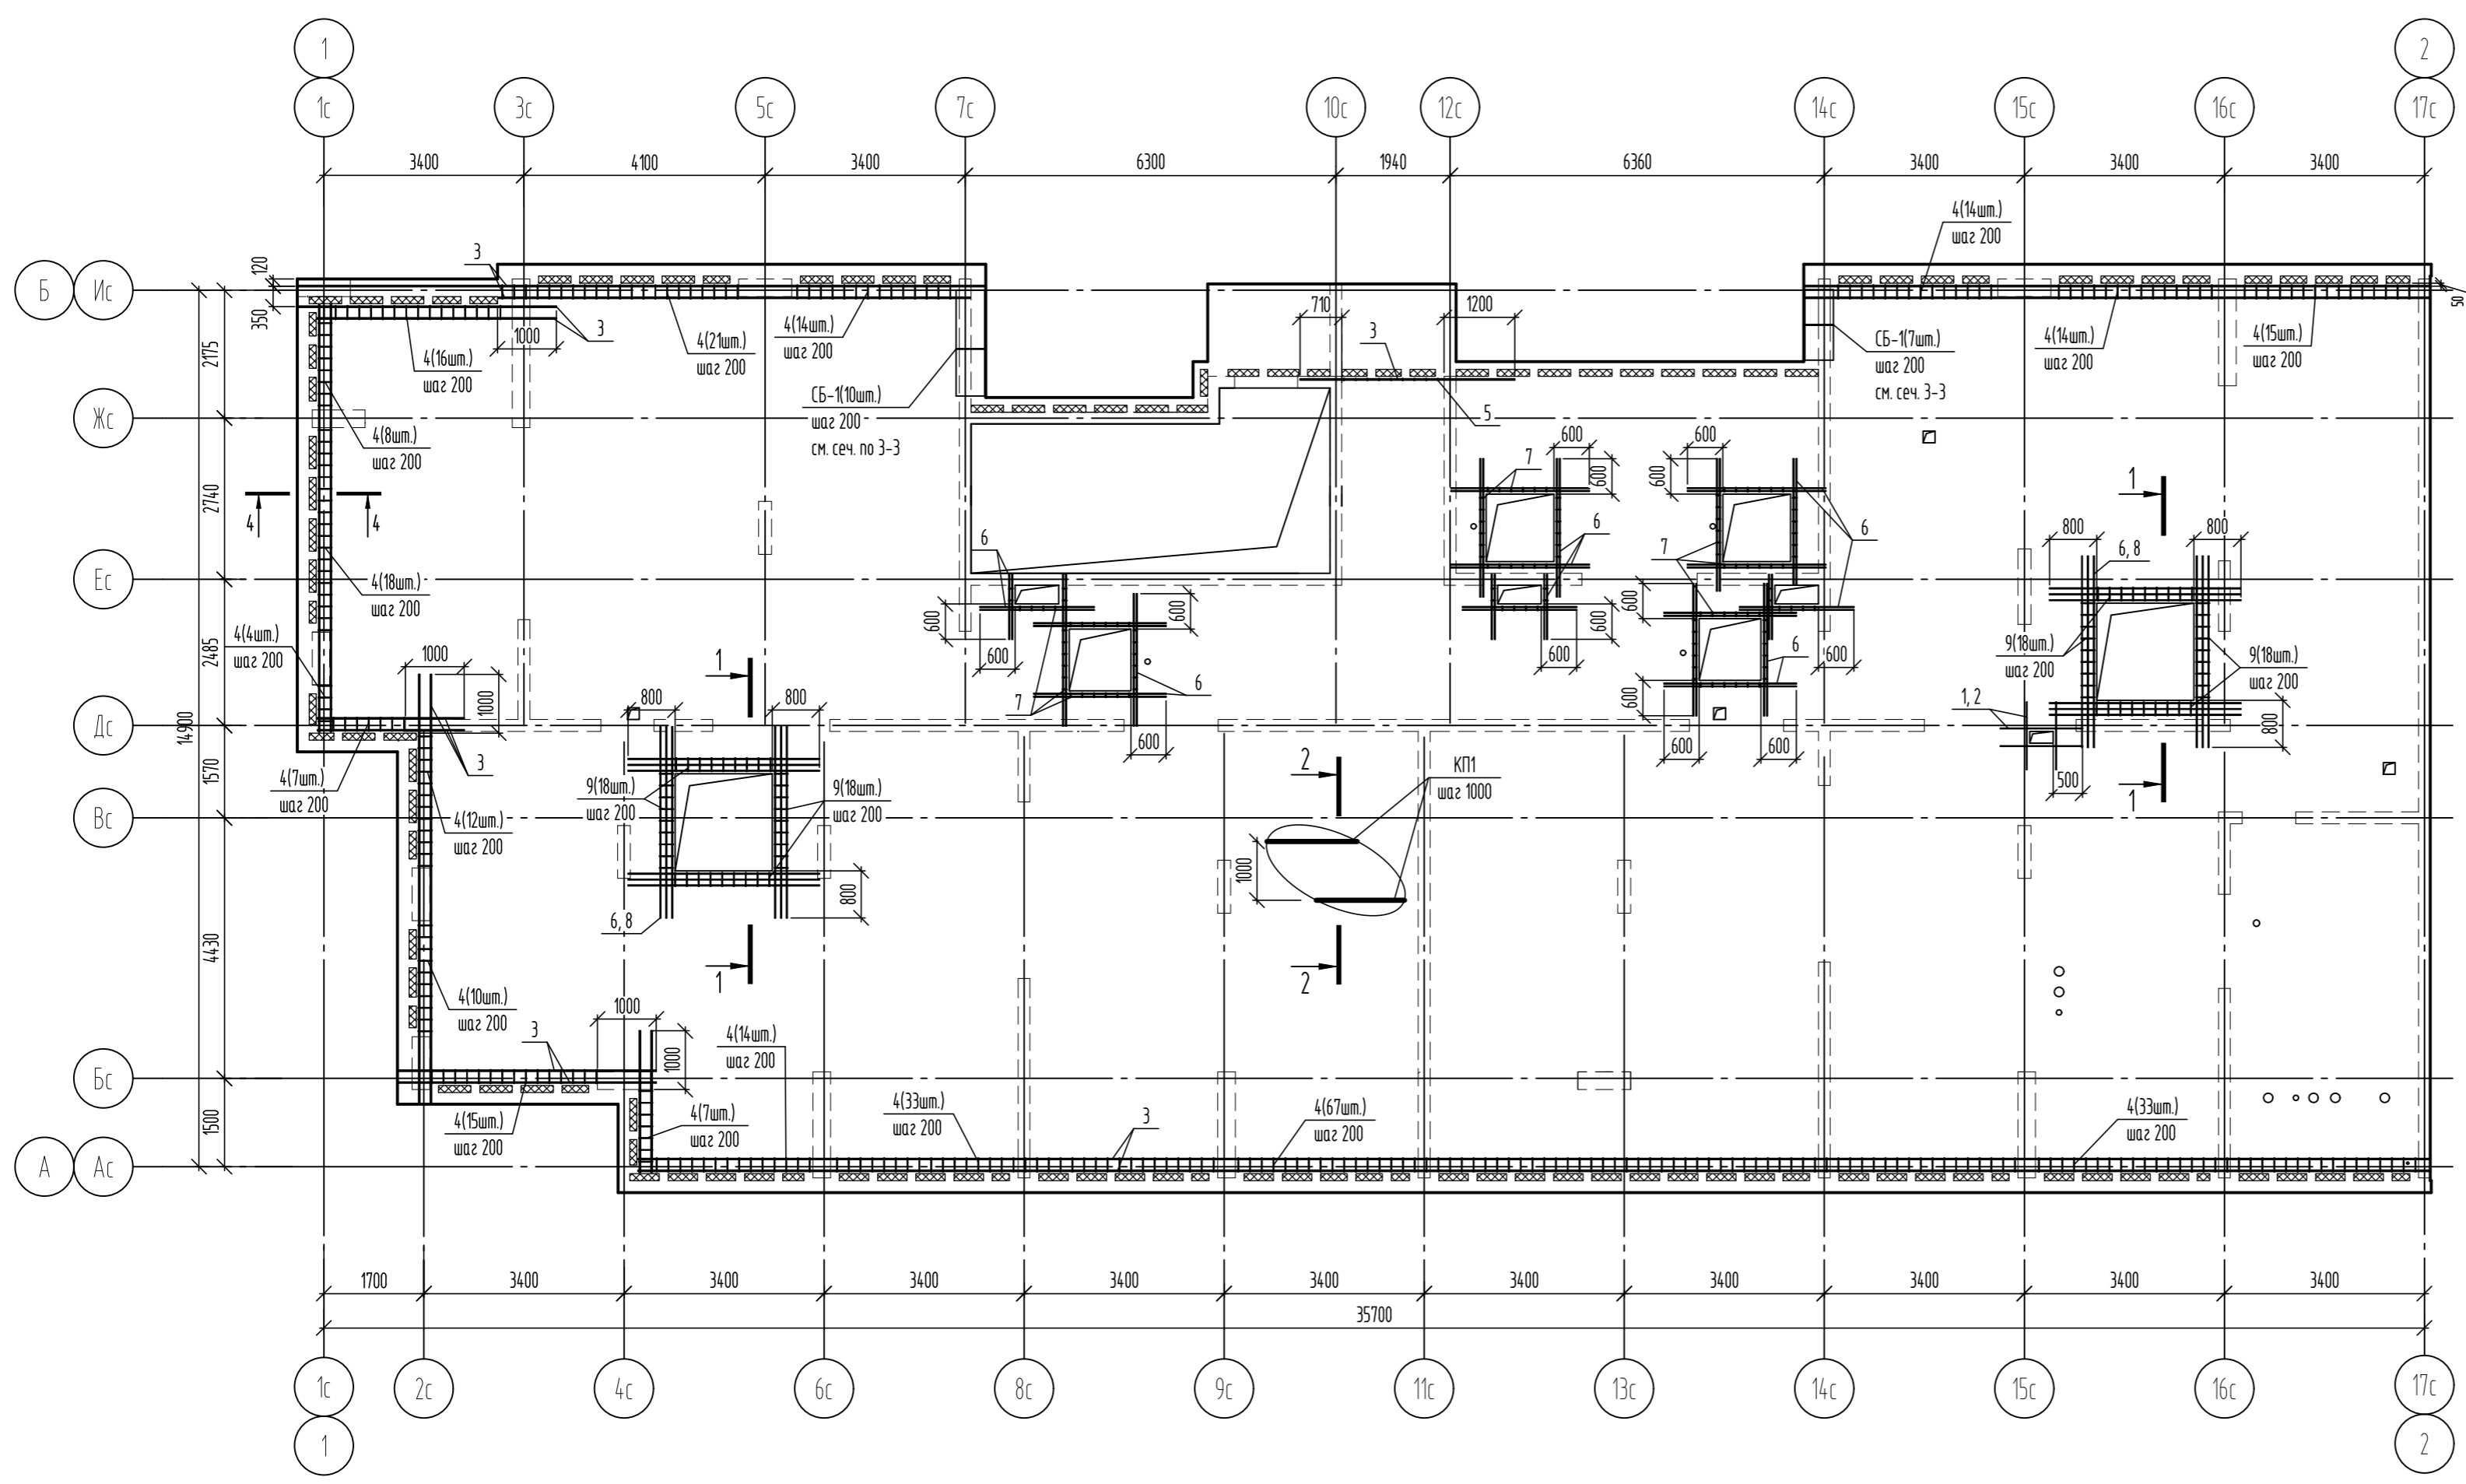 1 2
1с 3с 5с 7с 10с 12с 14с 15с 16с 17с
3400 4100 3400 6300 1940 6360 3400 3400 3400
4(14шт.)
шаг 200
3
120
Б Ис
50
350
710 1200
3
1000
3
4(21шт.)
шаг 200
4(14шт.)
шаг 200
4(16шт.)
шаг 200
СБ-1(7шт.)
шаг 200
см. сеч. 3-3
4(14шт.)
шаг 200
4(15шт.)
шаг 200
2175
СБ-1(10шт.)
шаг 200
см. сеч. по 3-3
5
Жс
4(8шт.)
шаг 200
600 600
7
600 600
1
2740
4 4
6
7
6
6
800 800
6, 8
Ес
4(18шт.)
шаг 200
600 600
600 600
4(4шт.)
шаг 200
2485
1000
1000
1
600
600
6
600
6
600
9(18шт.)
шаг 200
9(18шт.)
шаг 200
7
800 800
1, 2
800
14900
Дс
600
600 600
600
500
1
3
1570
4(7шт.)
шаг 200
9(18шт.)
шаг 200
9(18шт.)
шаг 200
2
КП1
шаг 1000
Вс
4(12шт.)
шаг 200
1000
800
6, 8
4430
1
2
4(10шт.)
шаг 200
3
1000
1000
4(14шт.)
шаг 200
Бс
4(15шт.)
шаг 200
4(7шт.)
шаг 200
4(33шт.)
шаг 200
3
4(67шт.)
шаг 200
4(33шт.)
шаг 200
1500
А Ас
1700 3400 3400 3400 3400 3400 3400 3400 3400 3400 3400
35700
1с 2с 4с 6с 8с 9с 11с 13с 14с 15с 16с 17с
1 2